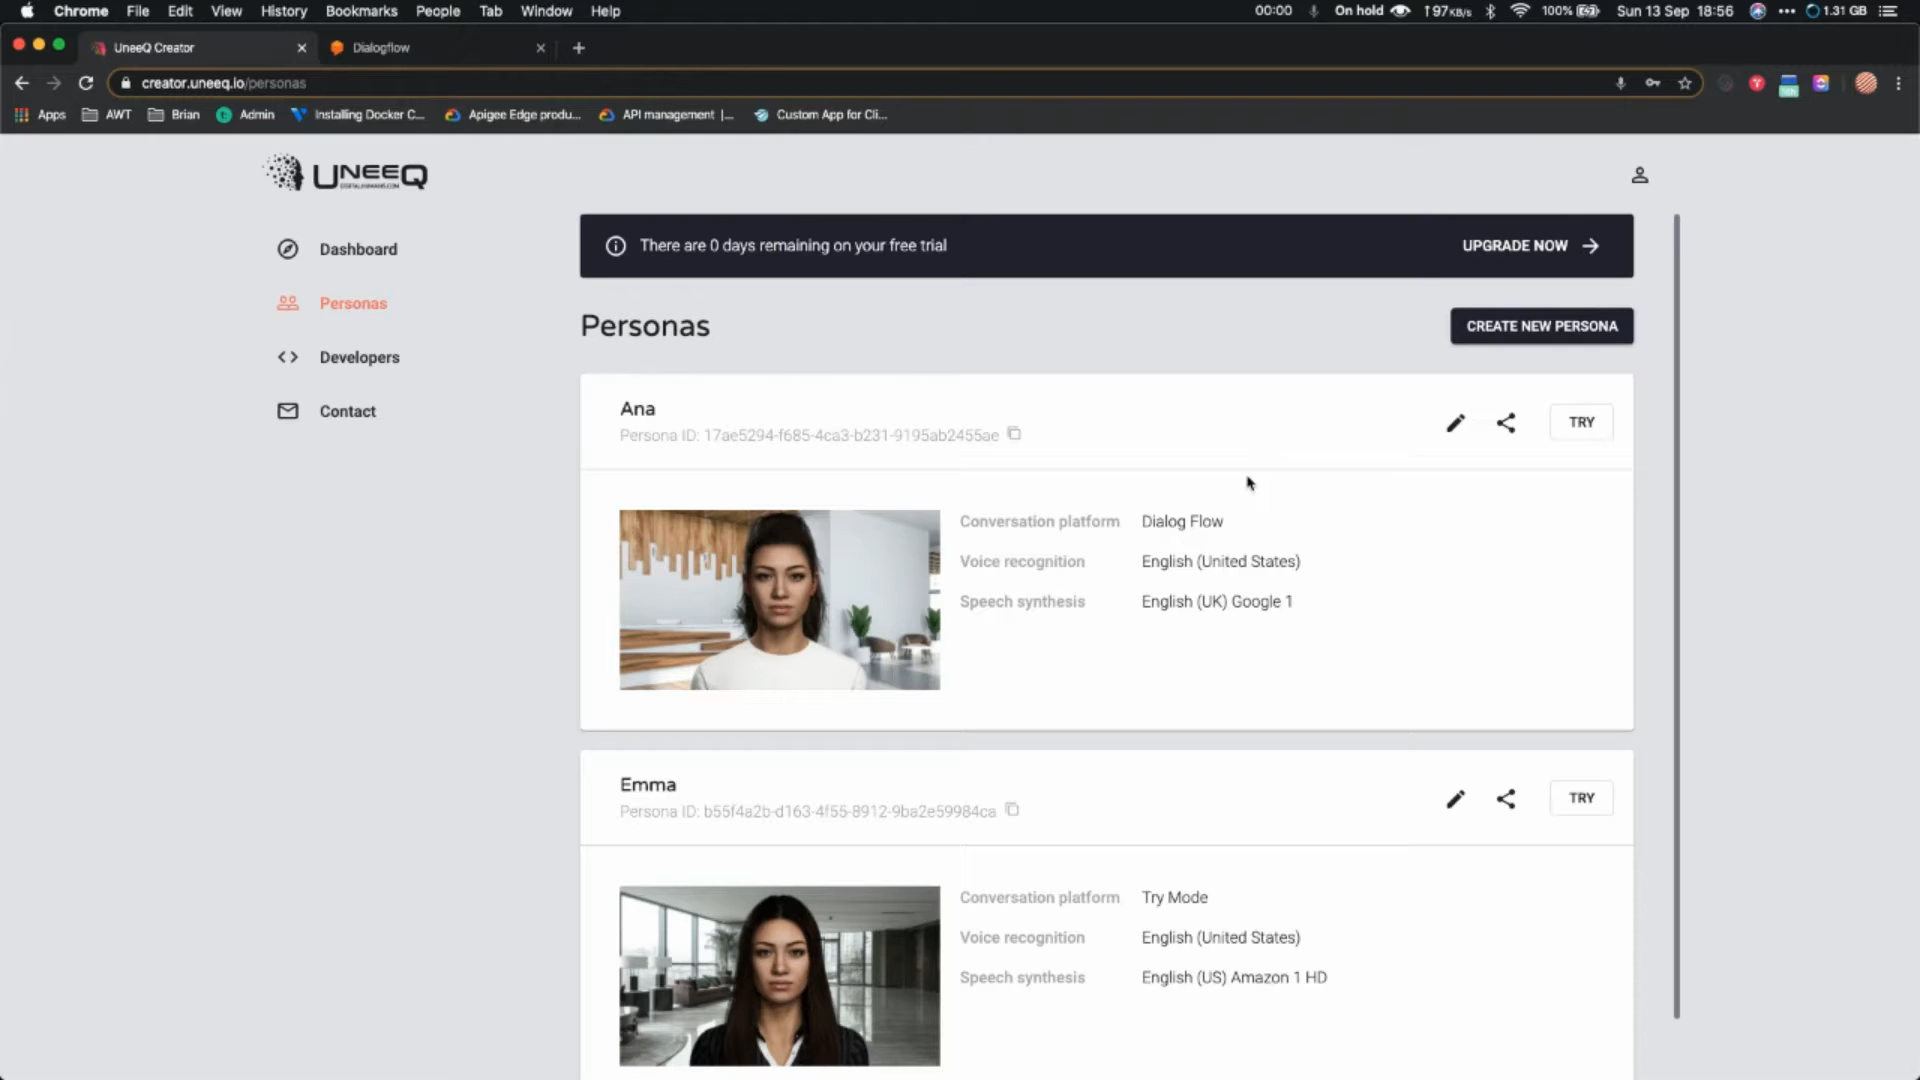 Chrome File Edit View History Bookmarks People Tab Window Help 00:00 On hold 197KB/s 100% Sun 13 Sep 18:56 1.31 GB
UneeQ Creator Dialogflow
creator.uneeq.io/personas
Apps AWT Brian Admin Installing Docker C... Apigee Edge produ... API management |... Custom App for Cli...
UNEEQ
DIGITALHUMANS.COM
Dashboard
Personas
Developers
Contact
There are 0 days remaining on your free trial UPGRADE NOW
Personas CREATE NEW PERSONA
Ana
Persona ID: 17ae5294-f685-4ca3-b231-9195ab2455ae
TRY
Conversation platform Dialog Flow
Voice recognition English (United States)
Speech synthesis English (UK) Google 1
Emma
Persona ID: b55f4a2b-d163-4f55-8912-9ba2e59984ca
TRY
Conversation platform Try Mode
Voice recognition English (United States)
Speech synthesis English (US) Amazon 1 HD